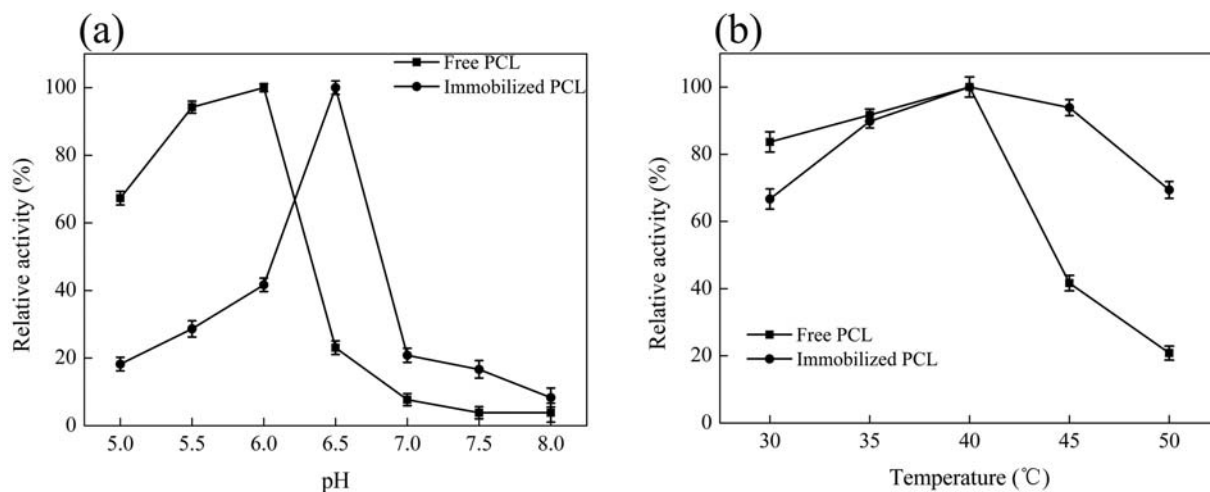 (a)
Free PCL
Immobilized PCL
Relative activity (%)
100
80
60
40
20
0
5.0 5.5 6.0 6.5 7.0 7.5 8.0
pH
(b)
Relative activity (%)
100
80
60
40
20
0
Free PCL
Immobilized PCL
30 35 40 45 50
Temperature (℃)